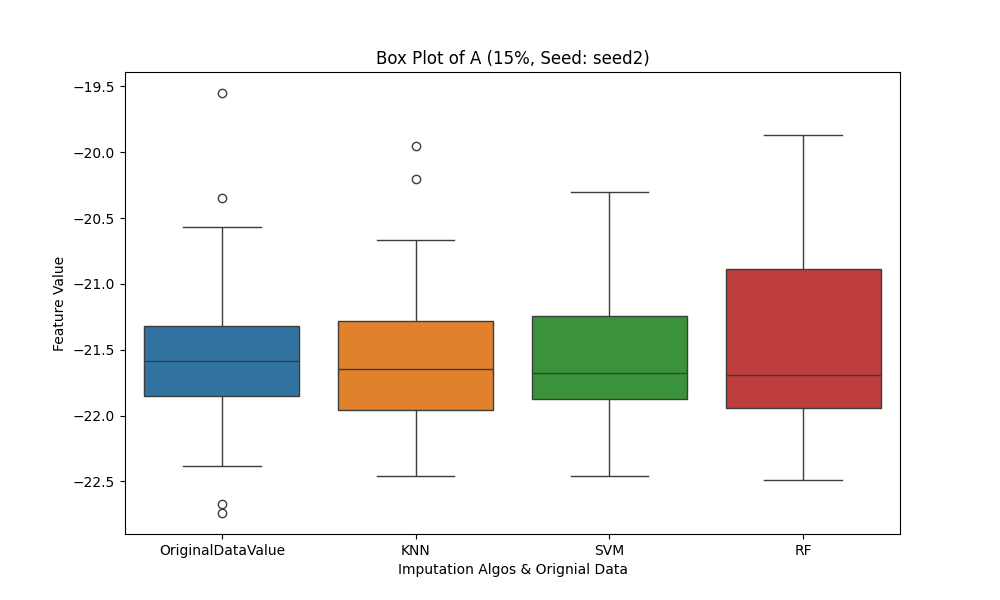 Box Plot of A (15%, Seed: seed2)
−19.5
−20.0
−20.5
−21.0
−21.5
−22.0
−22.5
Feature Value
OriginalDataValue
KNN
SVM
RF
Imputation Algos & Orignial Data